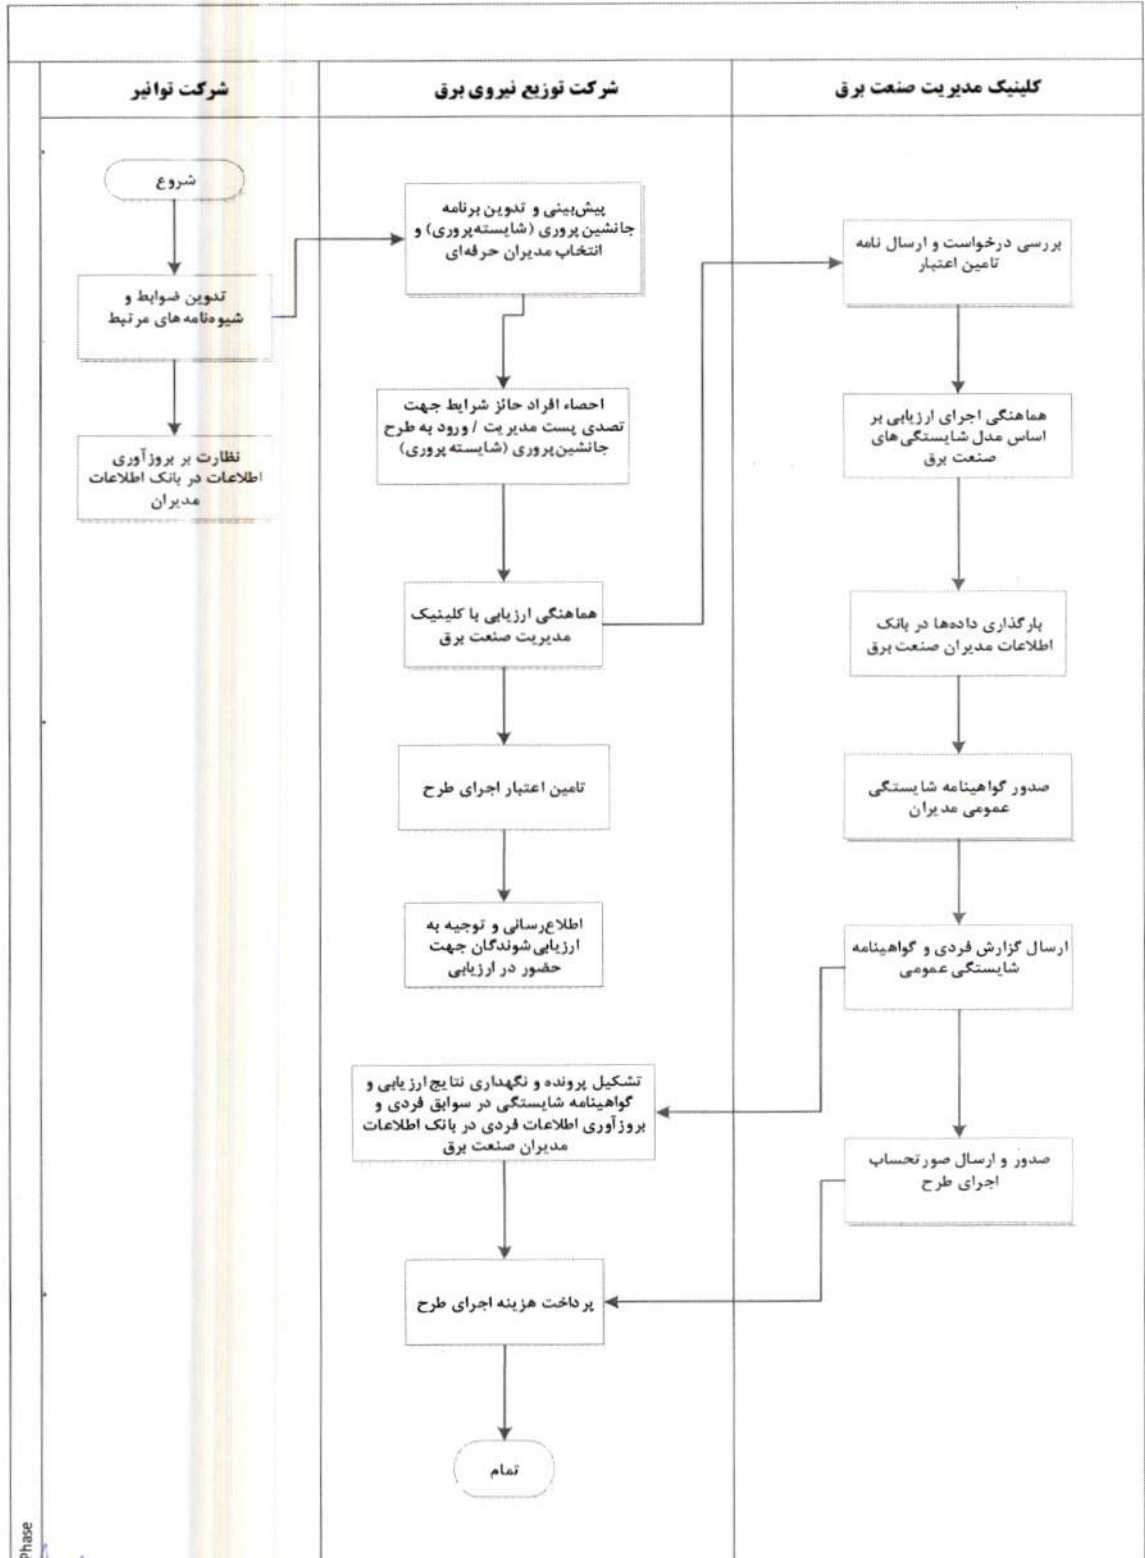 شرکت توانیر
شرکت توزیع نیروی برق
کلینیک مدیریت صنعت برق
شروع
تدوین ضوابط و
شیوه‌نامه‌های مرتبط
نظارت بر بروزآوری
اطلاعات در بانک اطلاعات
مدیران
پیش‌بینی و تدوین برنامه
جانشین پروری (شایسته‌پروری) و
انتخاب مدیران حرفه‌ای
احصاء افراد حائز شرایط جهت
تصدی پست مدیریت / ورود به طرح
جانشین‌پروری (شایسته پروری)
هماهنگی ارزیابی با کلینیک
مدیریت صنعت برق
تامین اعتبار اجرای طرح
اطلاع‌رسانی و توجیه به
ارزیابی‌شوندگان جهت
حضور در ارزیابی
تشکیل پرونده و نگهداری نتایج ارزیابی و
گواهینامه شایستگی در سوابق فردی و
بروزآوری اطلاعات فردی در بانک اطلاعات
مدیران صنعت برق
پرداخت هزینه اجرای طرح
تمام
بررسی درخواست و ارسال نامه
تامین اعتبار
هماهنگی اجرای ارزیابی بر
اساس مدل شایستگی‌های
صنعت برق
بارگذاری داده‌ها در بانک
اطلاعات مدیران صنعت برق
صدور گواهینامه شایستگی
عمومی مدیران
ارسال گزارش فردی و گواهینامه
شایستگی عمومی
صدور و ارسال صورتحساب
اجرای طرح
Phase